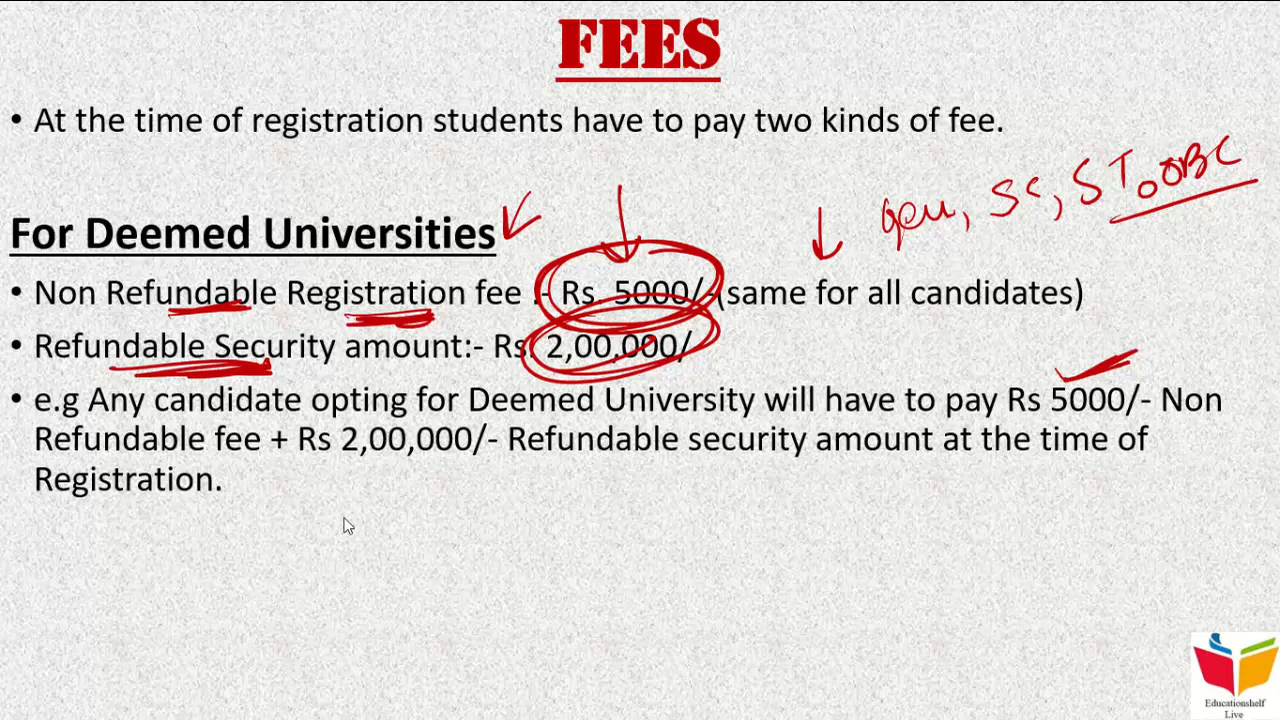 FEES
• At the time of registration students have to pay two kinds of fee.
gen, SC, ST, OBC
For Deemed Universities
• Non Refundable Registration fee :- Rs. 5000/-(same for all candidates)
• Refundable Security amount:- Rs. 2,00,000/
• e.g Any candidate opting for Deemed University will have to pay Rs 5000/- Non
Refundable fee + Rs 2,00,000/- Refundable security amount at the time of
Registration.
Educationshelf
Live